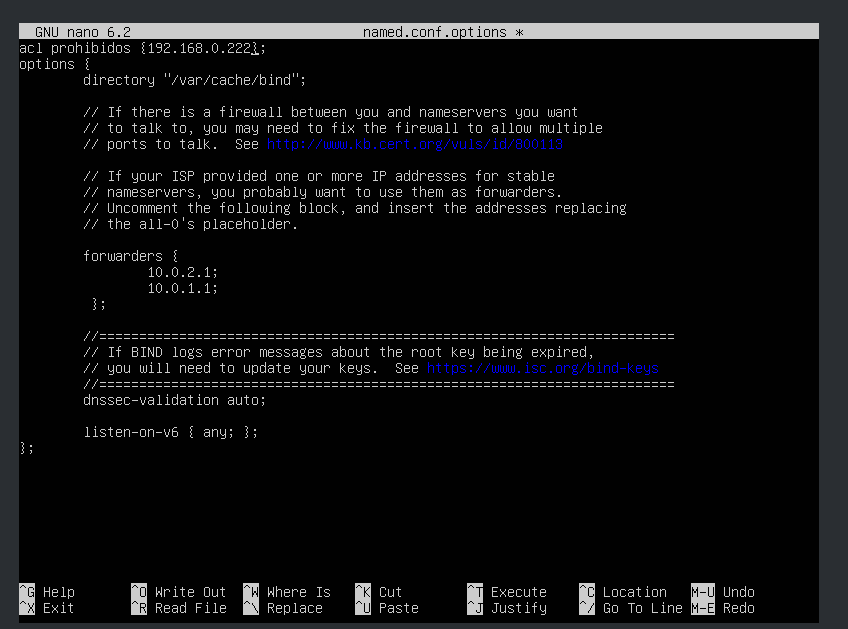 GNU nano 6.2 named.conf.options *
acl prohibidos {192.168.0.222};
options {
directory "/var/cache/bind";
// If there is a firewall between you and nameservers you want
// to talk to, you may need to fix the firewall to allow multiple
// ports to talk.  See http://www.kb.cert.org/vuls/id/800113
// If your ISP provided one or more IP addresses for stable
// nameservers, you probably want to use them as forwarders.
// Uncomment the following block, and insert the addresses replacing
// the all-0's placeholder.
forwarders {
10.0.2.1;
10.0.1.1;
};
//========================================================================
// If BIND logs error messages about the root key being expired,
// you will need to update your keys.  See https://www.isc.org/bind-keys
//========================================================================
dnssec-validation auto;
listen-on-v6 { any; };
};
^G Help ^O Write Out ^W Where Is ^K Cut ^T Execute ^C Location M-U Undo
^X Exit ^R Read File ^\ Replace ^U Paste ^J Justify ^/ Go To Line M-E Redo